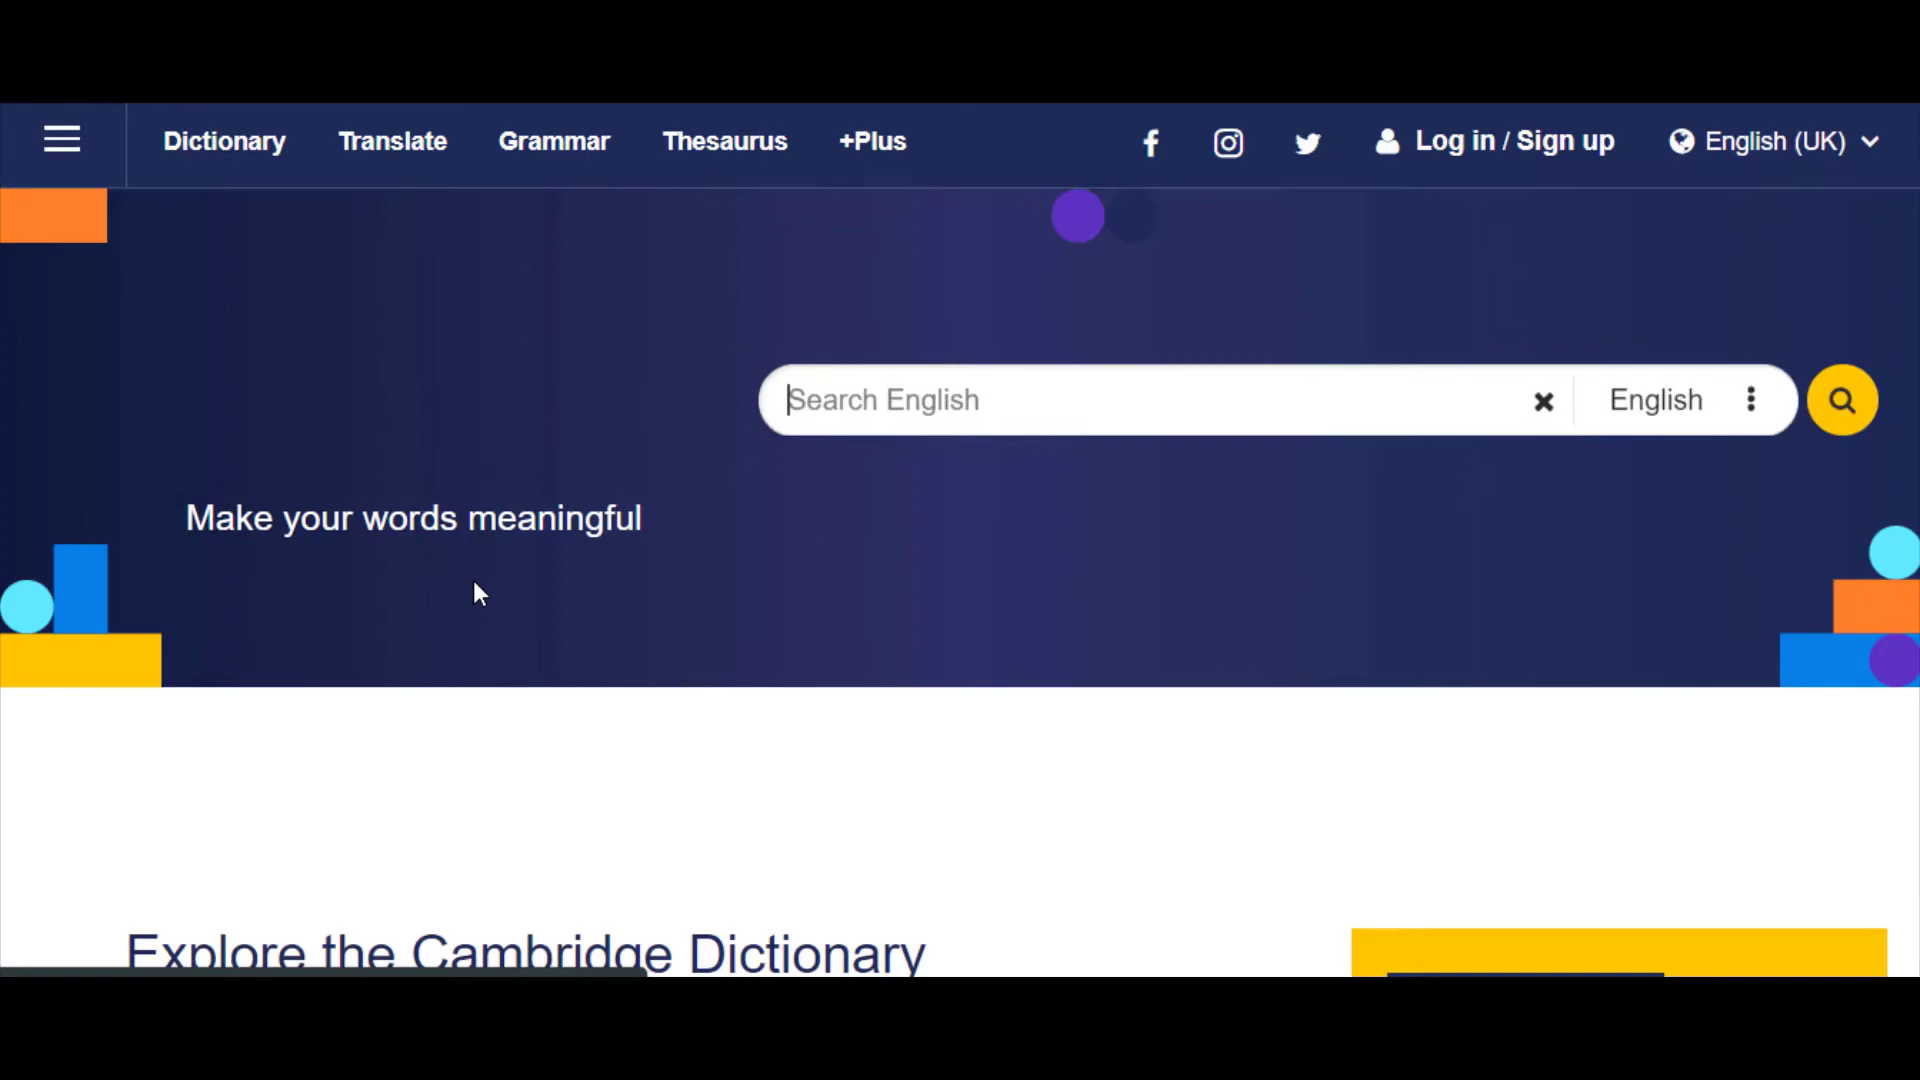 Dictionary Translate Grammar Thesaurus +Plus Log in / Sign up English (UK)
Search English English
Make your words meaningful
Explore the Cambridge Dictionary